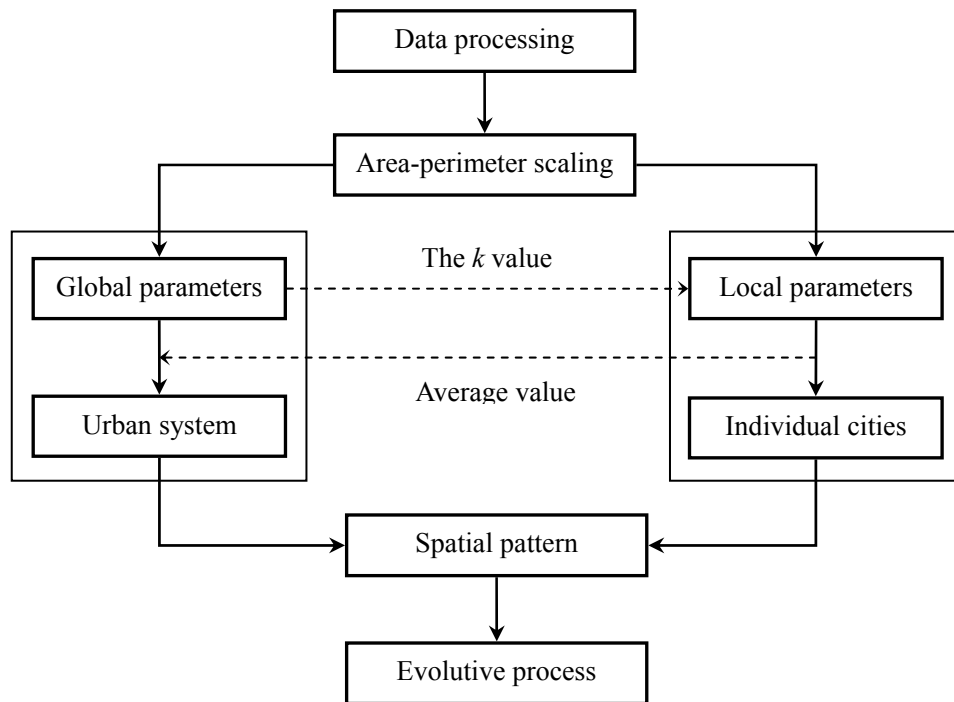 Data processing
Area-perimeter scaling
The k value
Global parameters
Local parameters
Average value
Urban system
Individual cities
Spatial pattern
Evolutive process